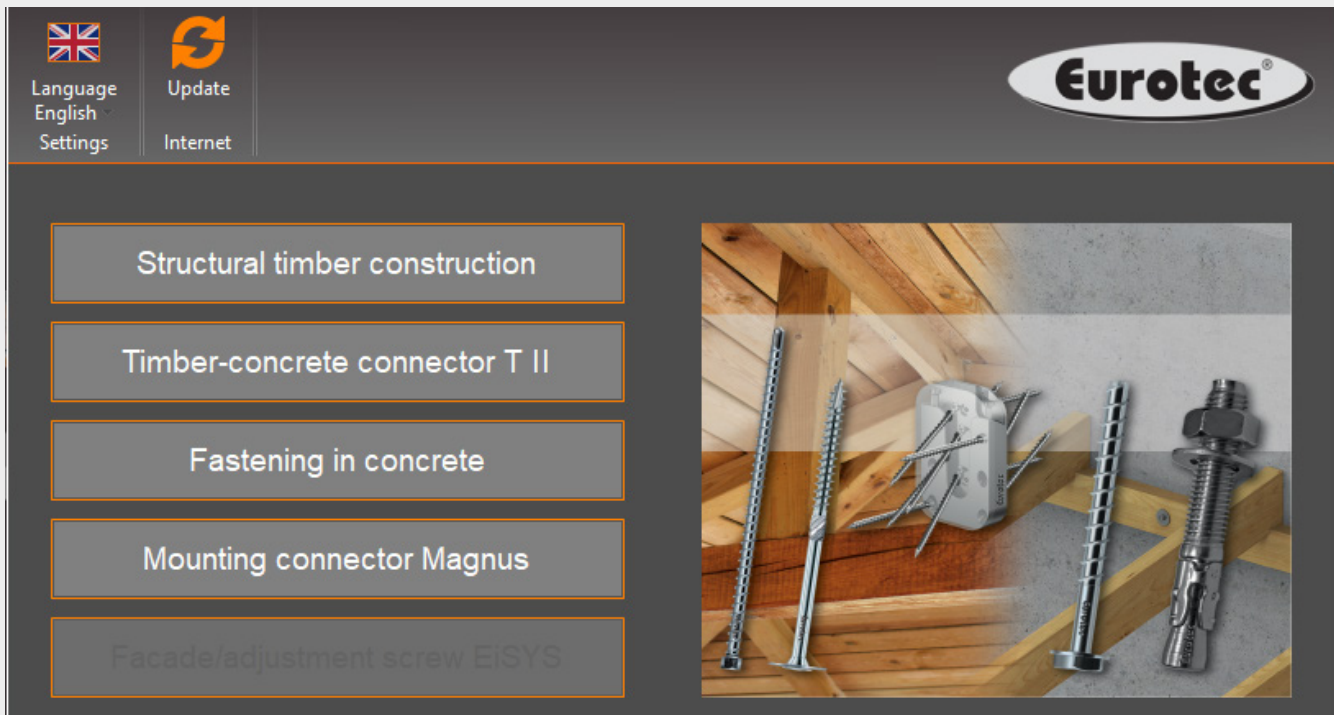 Language
English
Settings
Update
Internet
Eurotec®
Structural timber construction
Timber-concrete connector T II
Fastening in concrete
Mounting connector Magnus
Facade/adjustment screw EiSYS
Eurotec